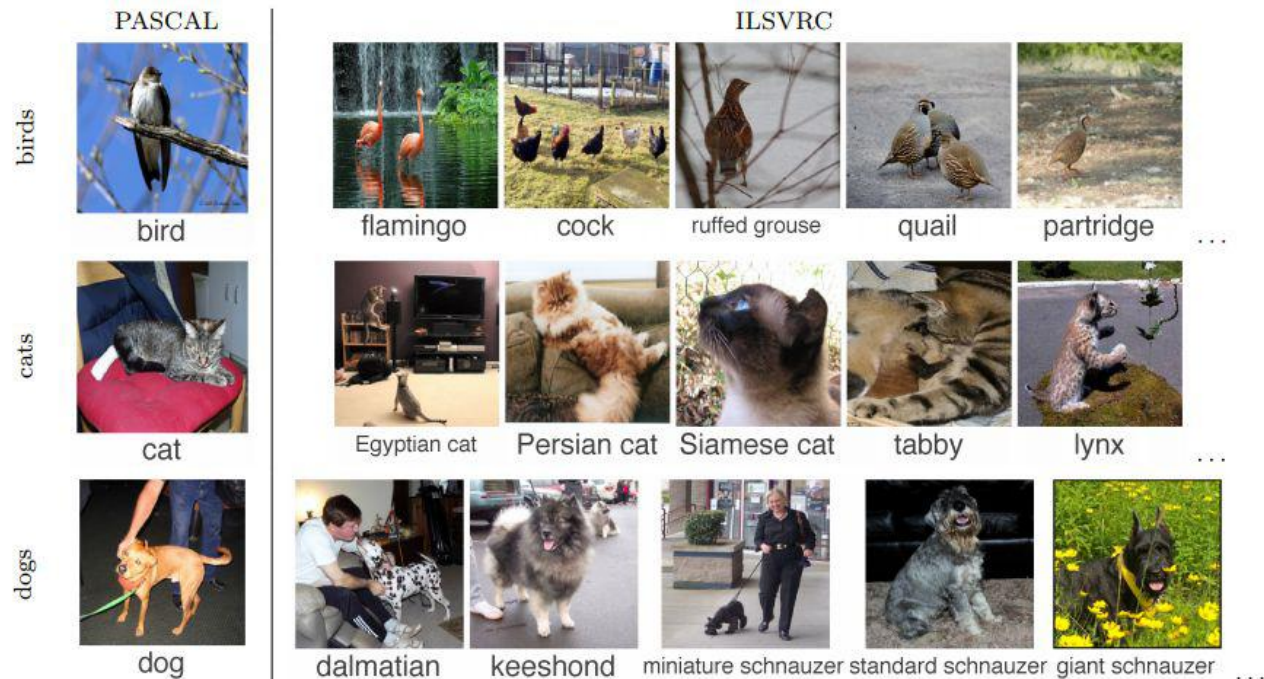 PASCAL ILSVRC
birds
bird flamingo cock ruffed grouse quail partridge ...
cats
cat Egyptian cat Persian cat Siamese cat tabby lynx ...
dogs
dog dalmatian keeshond miniature schnauzer standard schnauzer giant schnauzer ...